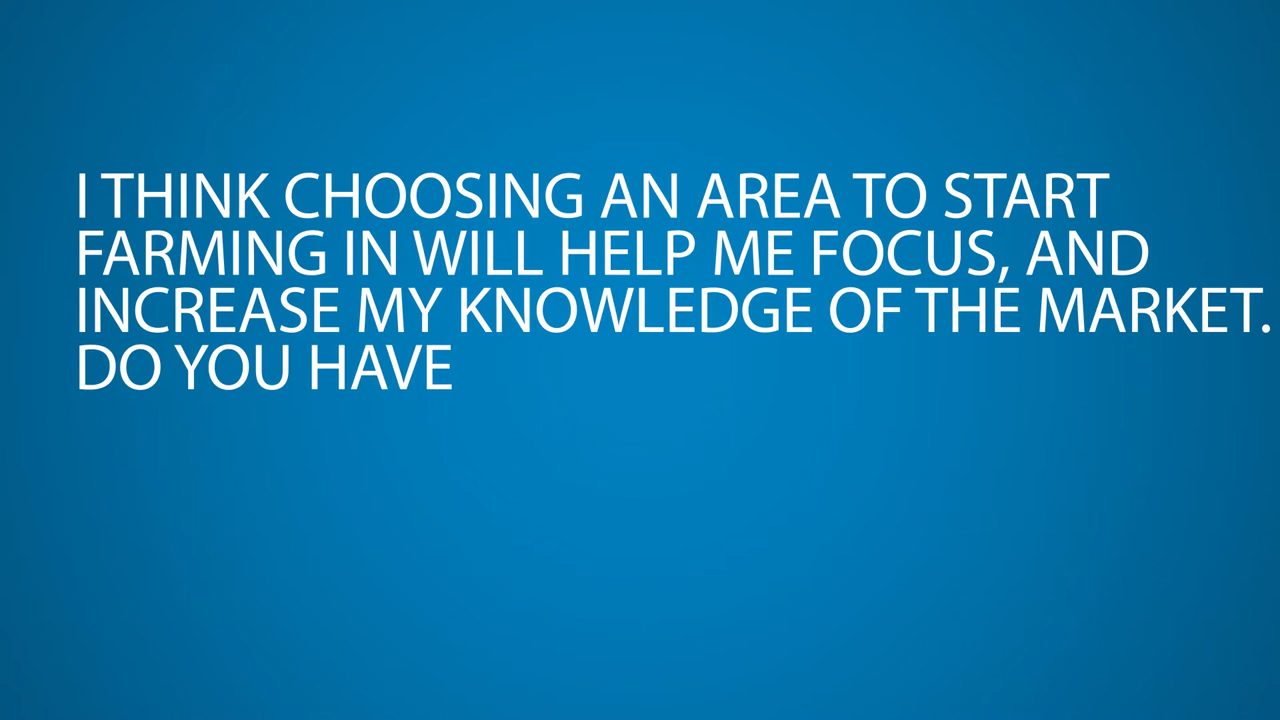 I THINK CHOOSING AN AREA TO START
FARMING IN WILL HELP ME FOCUS, AND
INCREASE MY KNOWLEDGE OF THE MARKET.
DO YOU HAVE